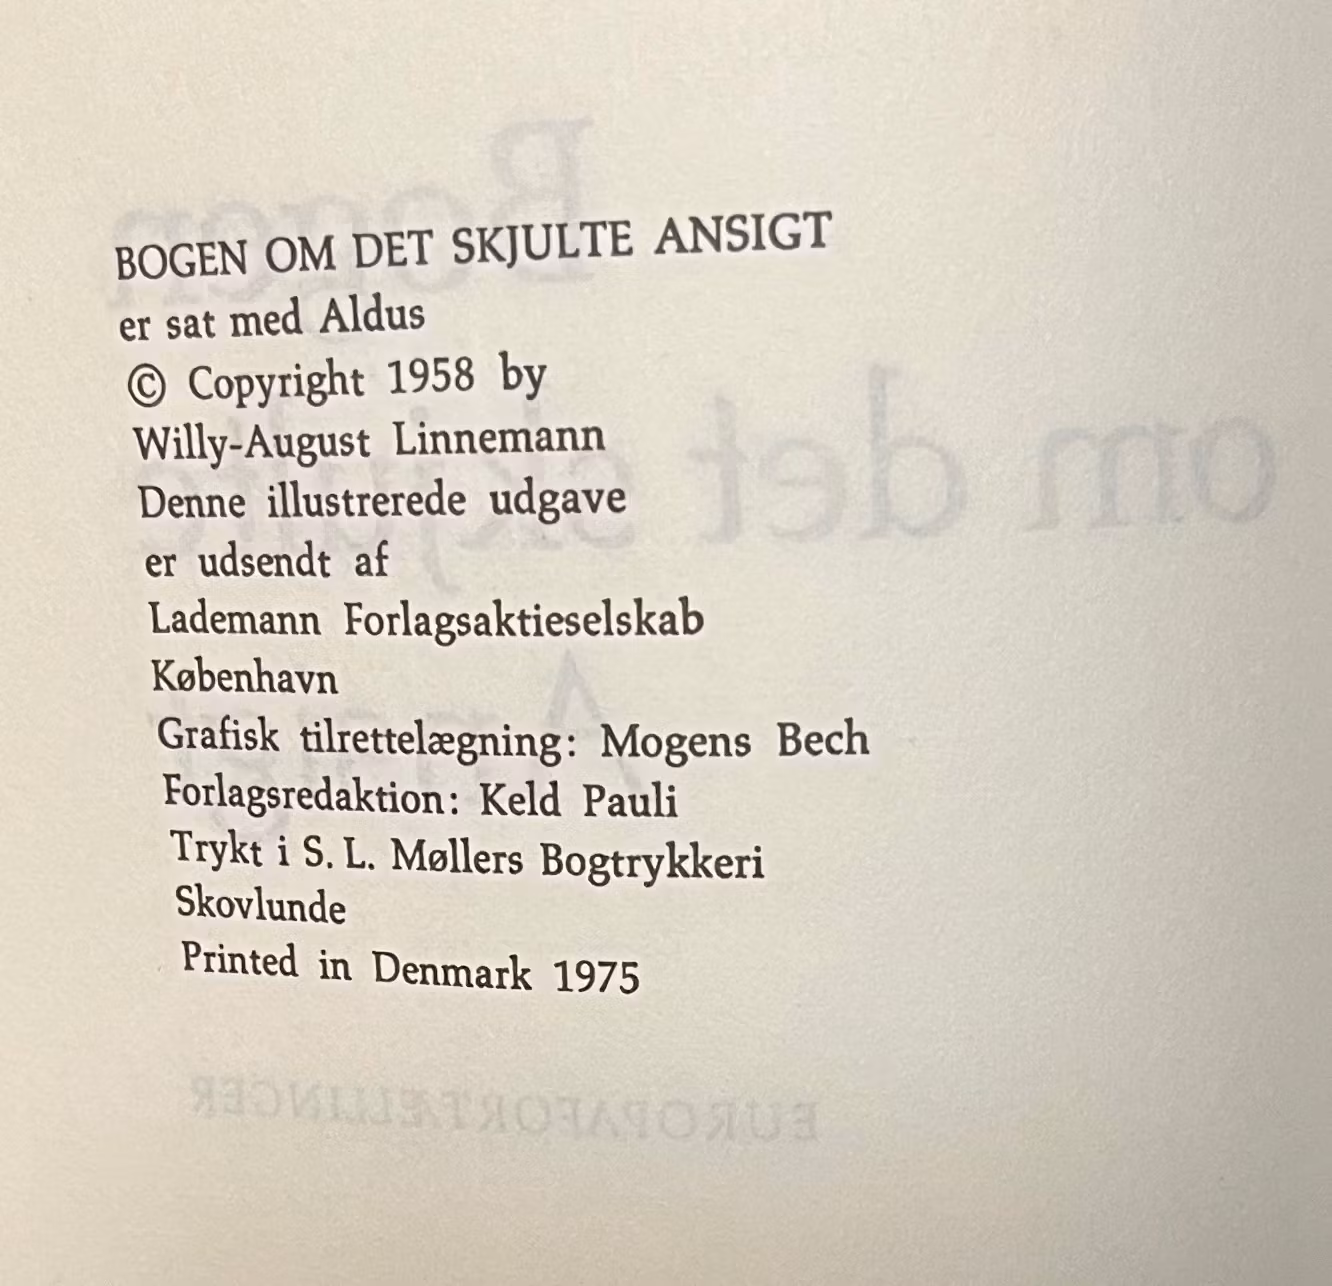 BOGEN OM DET SKJULTE ANSIGT
er sat med Aldus
© Copyright 1958 by
Willy-August Linnemann
Denne illustrerede udgave
er udsendt af
Lademann Forlagsaktieselskab
København
Grafisk tilrettelægning: Mogens Bech
Forlagsredaktion: Keld Pauli
Trykt i S. L. Møllers Bogtrykkeri
Skovlunde
Printed in Denmark 1975